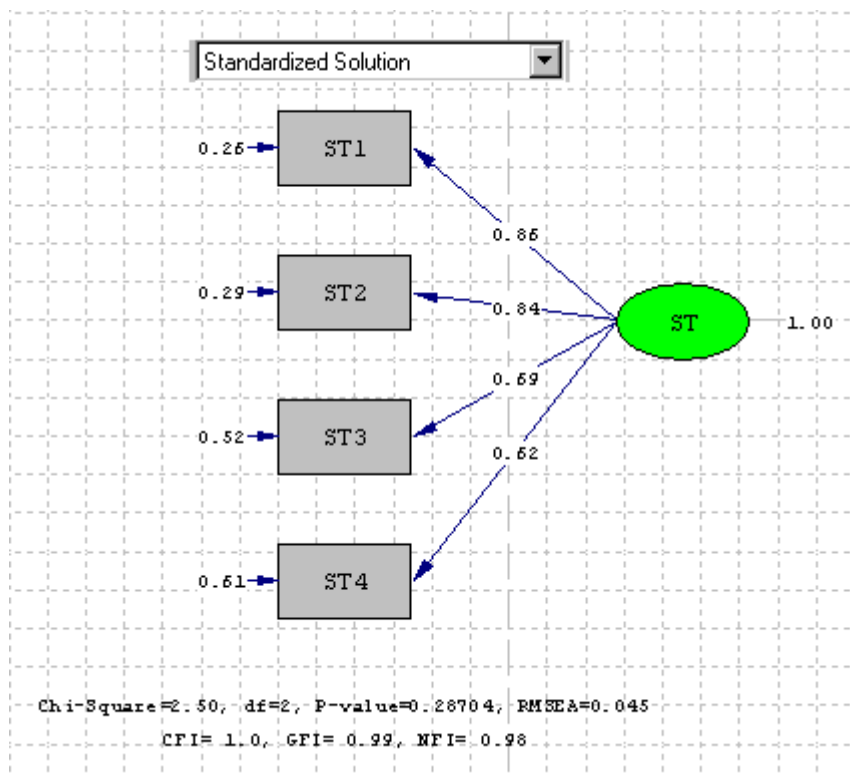 Standardized Solution
0.26 ST1
0.86
0.29 ST2
0.84
ST 1.00
0.69
0.52 ST3
0.62
0.61 ST4
Chi-Square=2.50, df=2, P-value=0.28704, RMSEA=0.045
CFI= 1.0, GFI= 0.99, NFI= 0.98